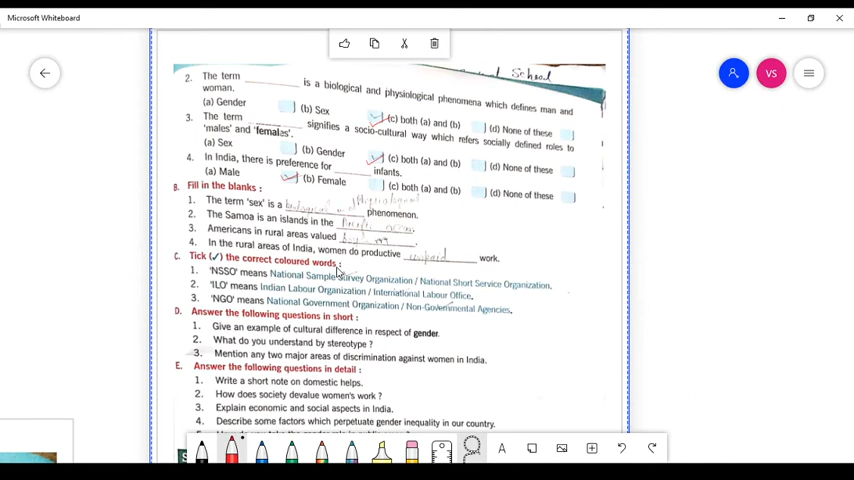 Microsoft Whiteboard
VS
School
2. The term ________ is a biological and physiological phenomena which defines man and
woman.
(a) Gender (b) Sex (c) both (a) and (b) (d) None of these
3. The term ________ signifies a socio-cultural way which refers socially defined roles to
'males' and 'females'.
(a) Sex (b) Gender (c) both (a) and (b) (d) None of these
4. In India, there is preference for ________ infants.
(a) Male (b) Female (c) both (a) and (b) (d) None of these
B. Fill in the blanks :
1. The term 'sex' is a biological and Physiological phenomenon.
2. The Samoa is an islands in the Pacific ocean.
3. Americans in rural areas valued
4. In the rural areas of India, women do productive unpaid work.
C. Tick (✓) the correct coloured words :
1. 'NSSO' means National Sample Survey Organization / National Short Service Organization.
2. 'ILO' means Indian Labour Organization / International Labour Office.
3. 'NGO' means National Government Organization / Non-Governmental Agencies.
D. Answer the following questions in short :
1. Give an example of cultural difference in respect of gender.
2. What do you understand by stereotype ?
3. Mention any two major areas of discrimination against women in India.
E. Answer the following questions in detail :
1. Write a short note on domestic helps.
2. How does society devalue women's work ?
3. Explain economic and social aspects in India.
4. Describe some factors which perpetuate gender inequality in our country.